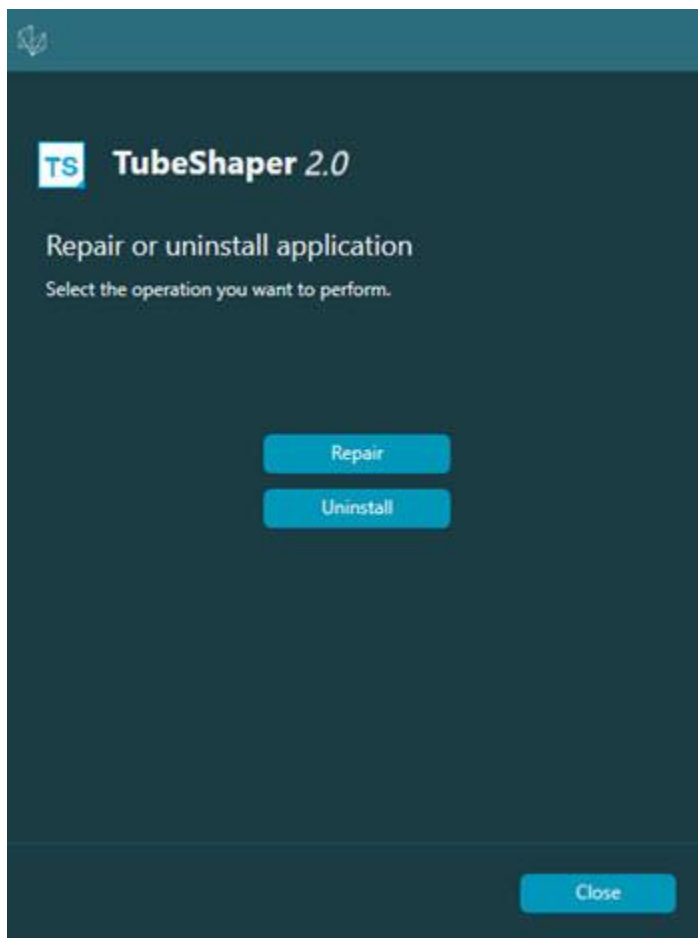 TS TubeShaper 2.0
Repair or uninstall application
Select the operation you want to perform.
Repair
Uninstall
Close